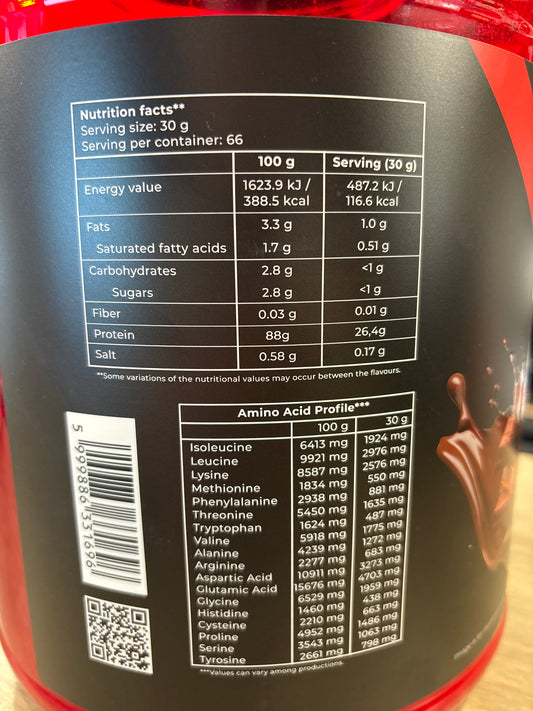 Nutrition facts**
Serving size: 30 g
Serving per container: 66
100 g Serving (30 g)
Energy value 1623.9 kJ / 388.5 kcal 487.2 kJ / 116.6 kcal
Fats 3.3 g 1.0 g
Saturated fatty acids 1.7 g 0.51 g
Carbohydrates 2.8 g <1 g
Sugars 2.8 g <1 g
Fiber 0.03 g 0.01 g
Protein 88g 26,4g
Salt 0.58 g 0.17 g
**Some variations of the nutritional values may occur between the flavours.
Amino Acid Profile***
100 g 30 g
Isoleucine 6413 mg 1924 mg
Leucine 9921 mg 2976 mg
Lysine 8587 mg 2576 mg
Methionine 1834 mg 550 mg
Phenylalanine 2938 mg 881 mg
Threonine 5450 mg 1635 mg
Tryptophan 1624 mg 487 mg
Valine 5918 mg 1775 mg
Alanine 4239 mg 1272 mg
Arginine 2277 mg 683 mg
Aspartic Acid 10911 mg 3273 mg
Glutamic Acid 15676 mg 4703 mg
Glycine 6529 mg 1959 mg
Histidine 1460 mg 438 mg
Cysteine 2210 mg 663 mg
Proline 4952 mg 1486 mg
Serine 3543 mg 1063 mg
Tyrosine 2661 mg 798 mg
***Values can vary among productions.
5 999886 331696